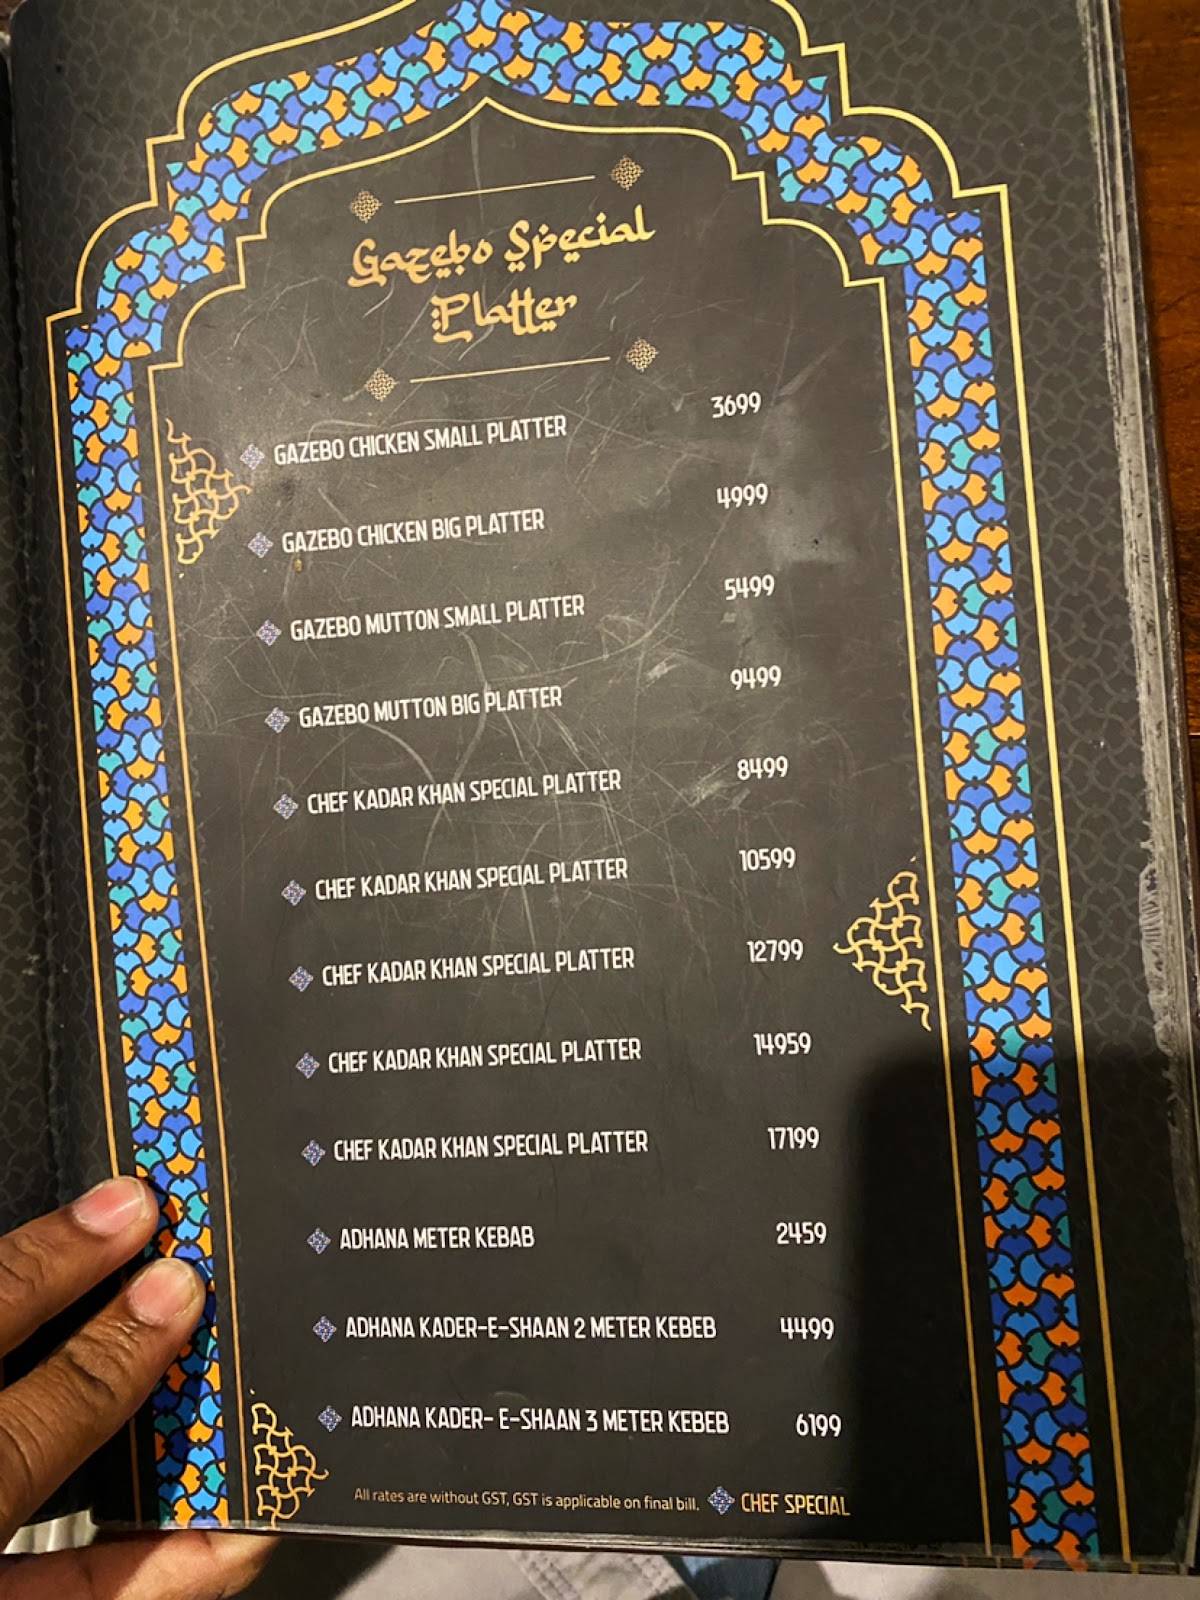 Gazebo Special
Platter
GAZEBO CHICKEN SMALL PLATTER 3699
GAZEBO CHICKEN BIG PLATTER 4999
GAZEBO MUTTON SMALL PLATTER 5499
GAZEBO MUTTON BIG PLATTER 9499
CHEF KADAR KHAN SPECIAL PLATTER 8499
CHEF KADAR KHAN SPECIAL PLATTER 10599
CHEF KADAR KHAN SPECIAL PLATTER 12799
CHEF KADAR KHAN SPECIAL PLATTER 14959
CHEF KADAR KHAN SPECIAL PLATTER 17199
ADHANA METER KEBAB 2459
ADHANA KADER-E-SHAAN 2 METER KEBEB 4499
ADHANA KADER- E-SHAAN 3 METER KEBEB 6199
All rates are without GST, GST is applicable on final bill. CHEF SPECIAL